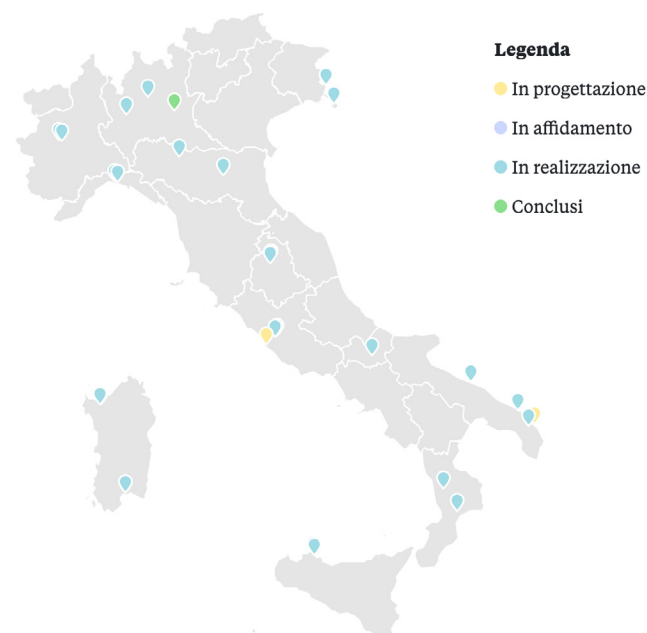 Legenda
In progettazione
In affidamento
In realizzazione
Conclusi